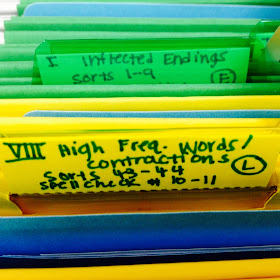 I Inflected Endings
Sorts 1-9
E
VIII High Freq. Words/
contractions
Sorts 43-44
Spell check # 10-11
L